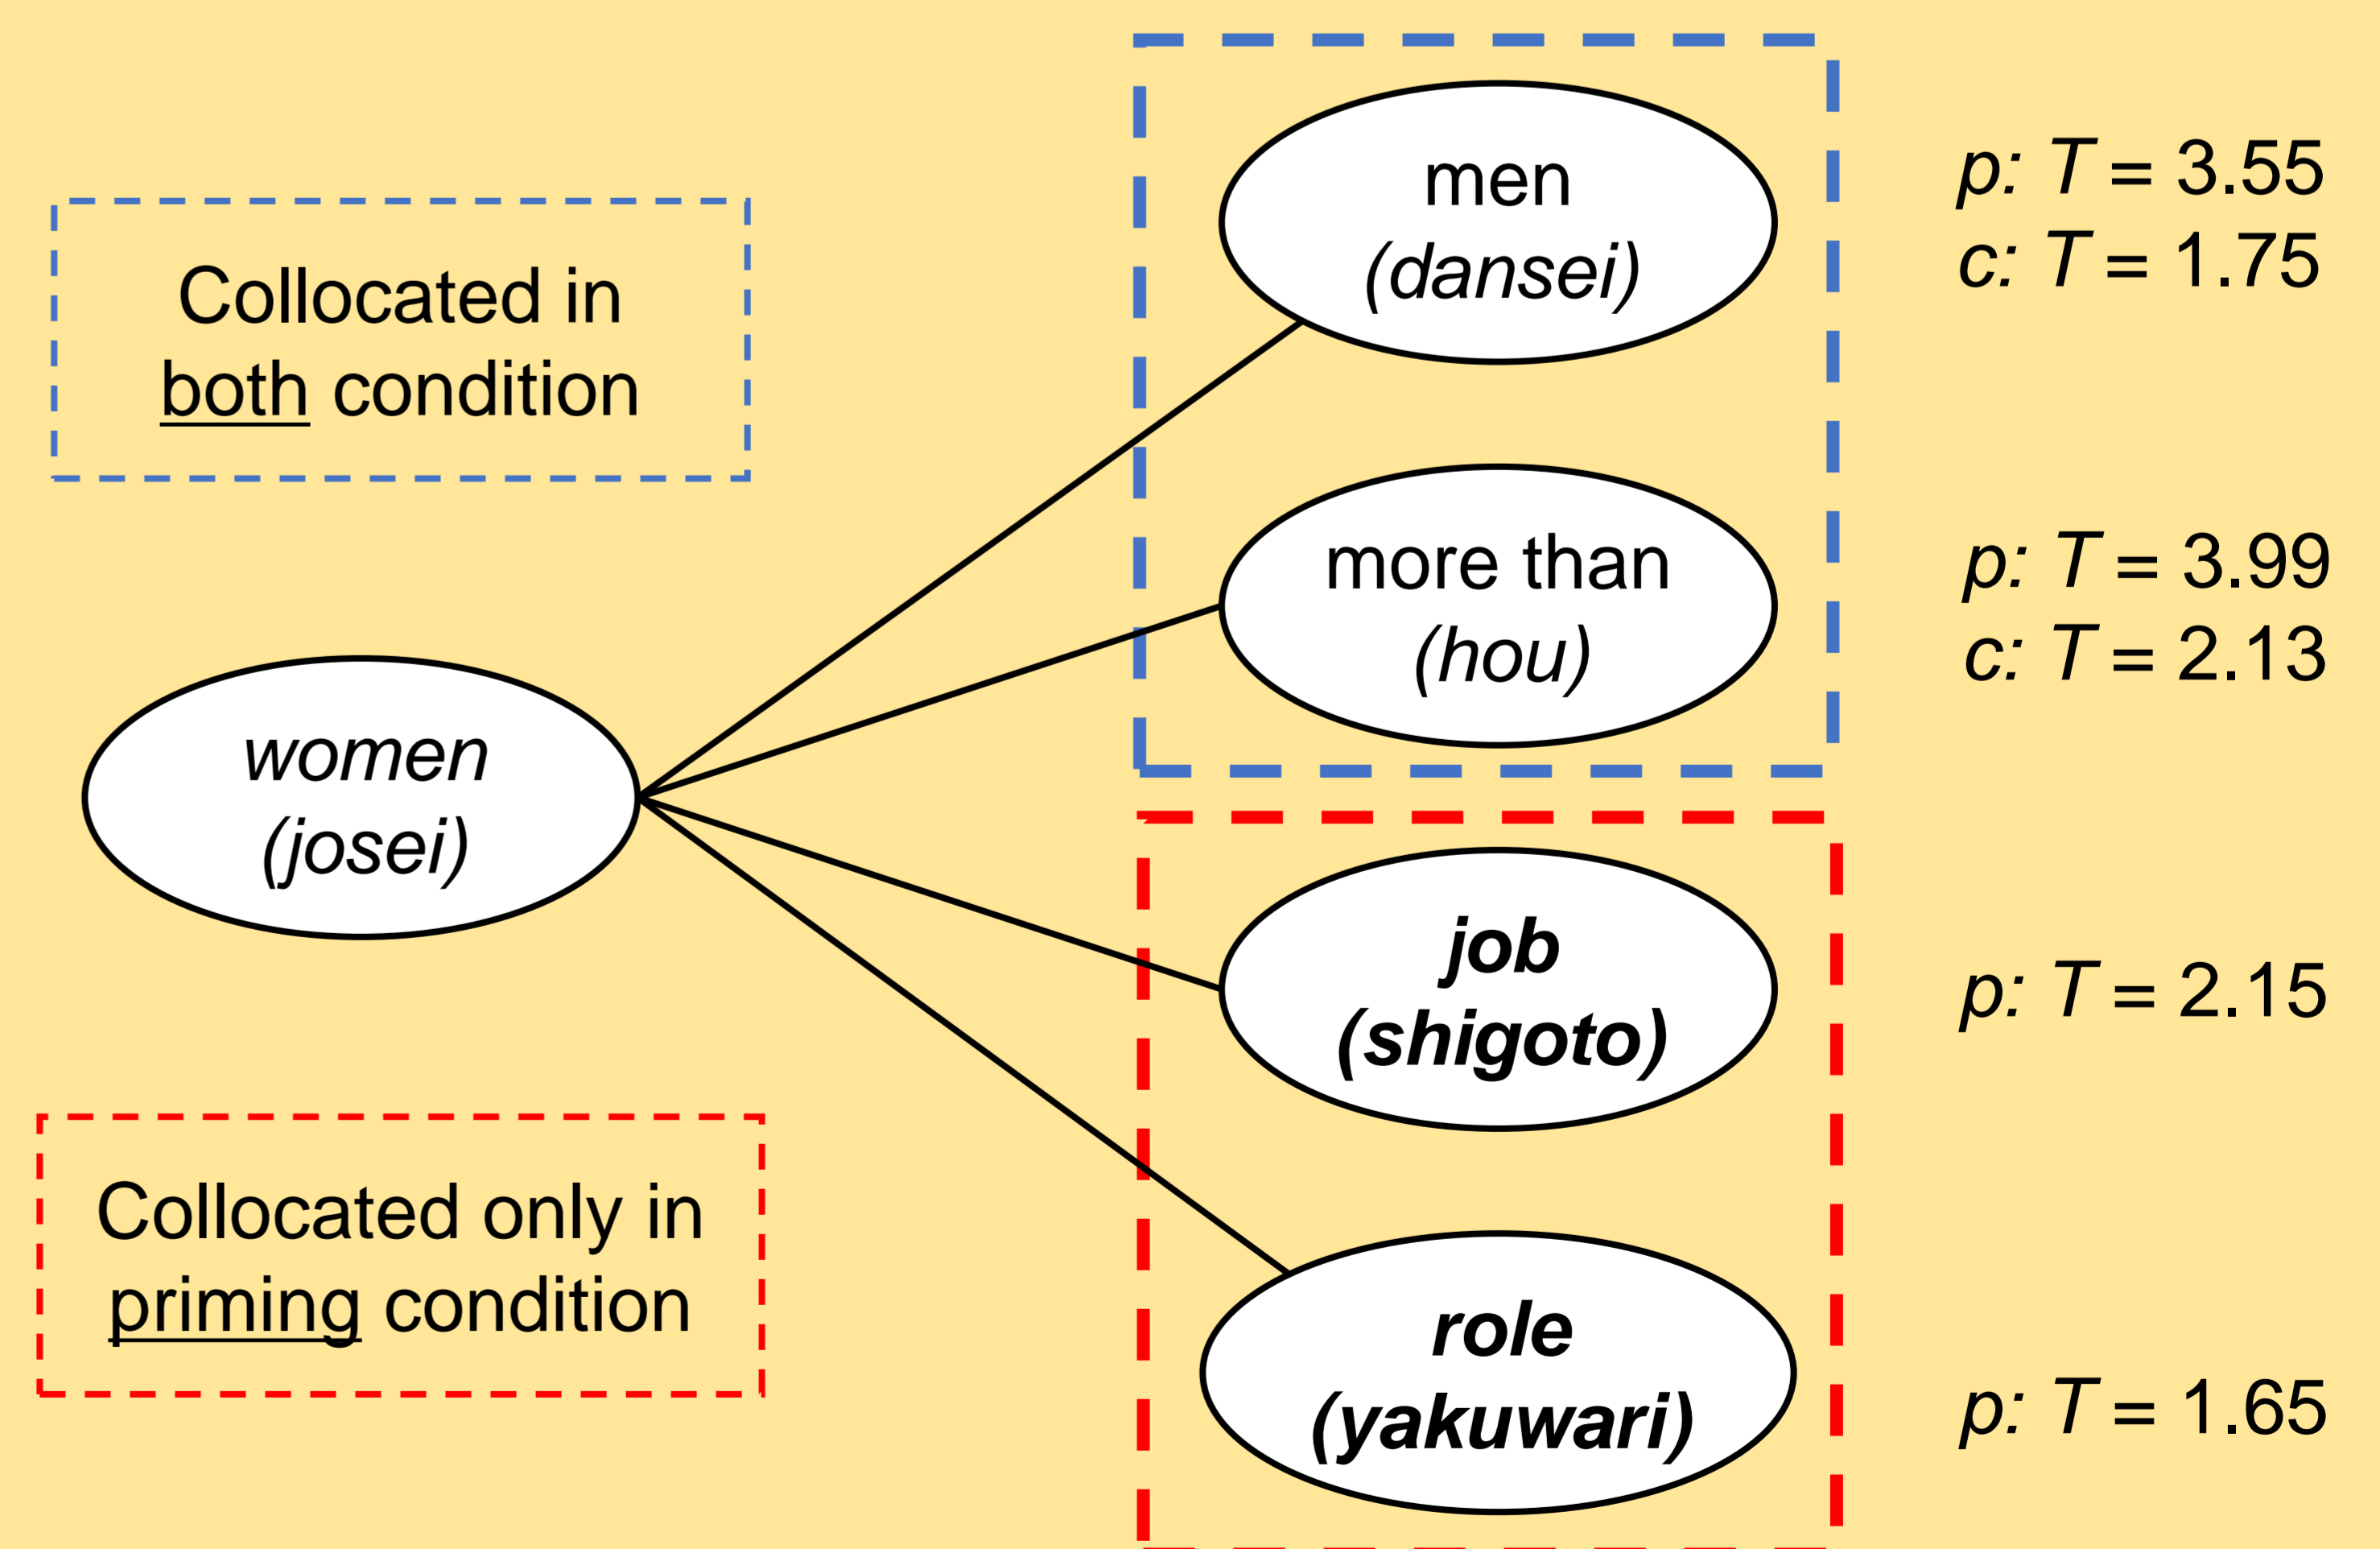 Collocated in
both condition
women
(josei)
Collocated only in
priming condition
men
(dansei)
p: T = 3.55
c: T = 1.75
more than
(hou)
p: T = 3.99
c: T = 2.13
job
(shigoto)
p: T = 2.15
role
(yakuwari)
p: T = 1.65